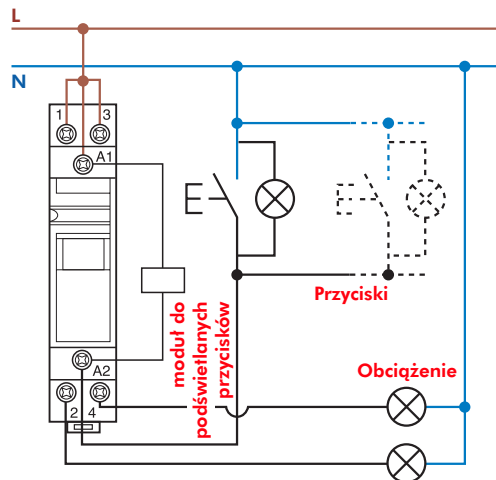 L
N
1
3
A1
A2
2
4
moduł do
podświetlanych
przycisków
Przyciski
Obciążenie